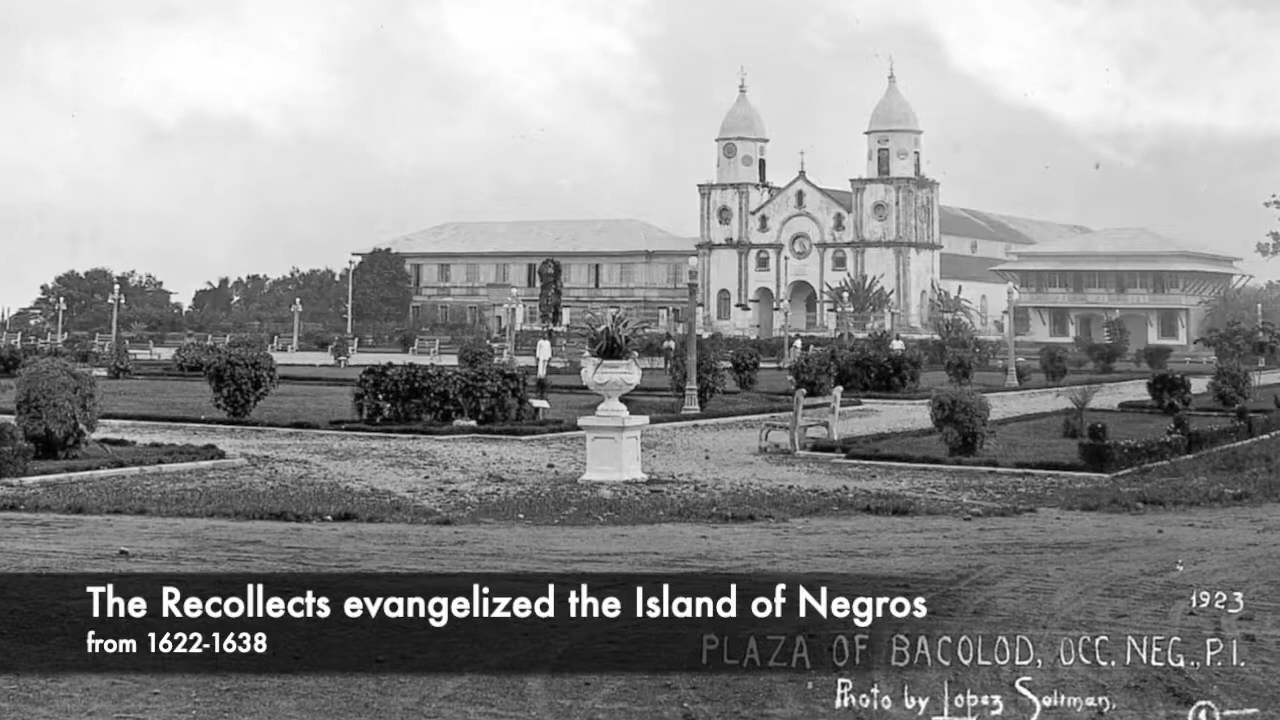 The Recollects evangelized the Island of Negros
from 1622-1638
1923
PLAZA OF BACOLOD, OCC. NEG., P.I.
Photo by Lopez Soltman,
1